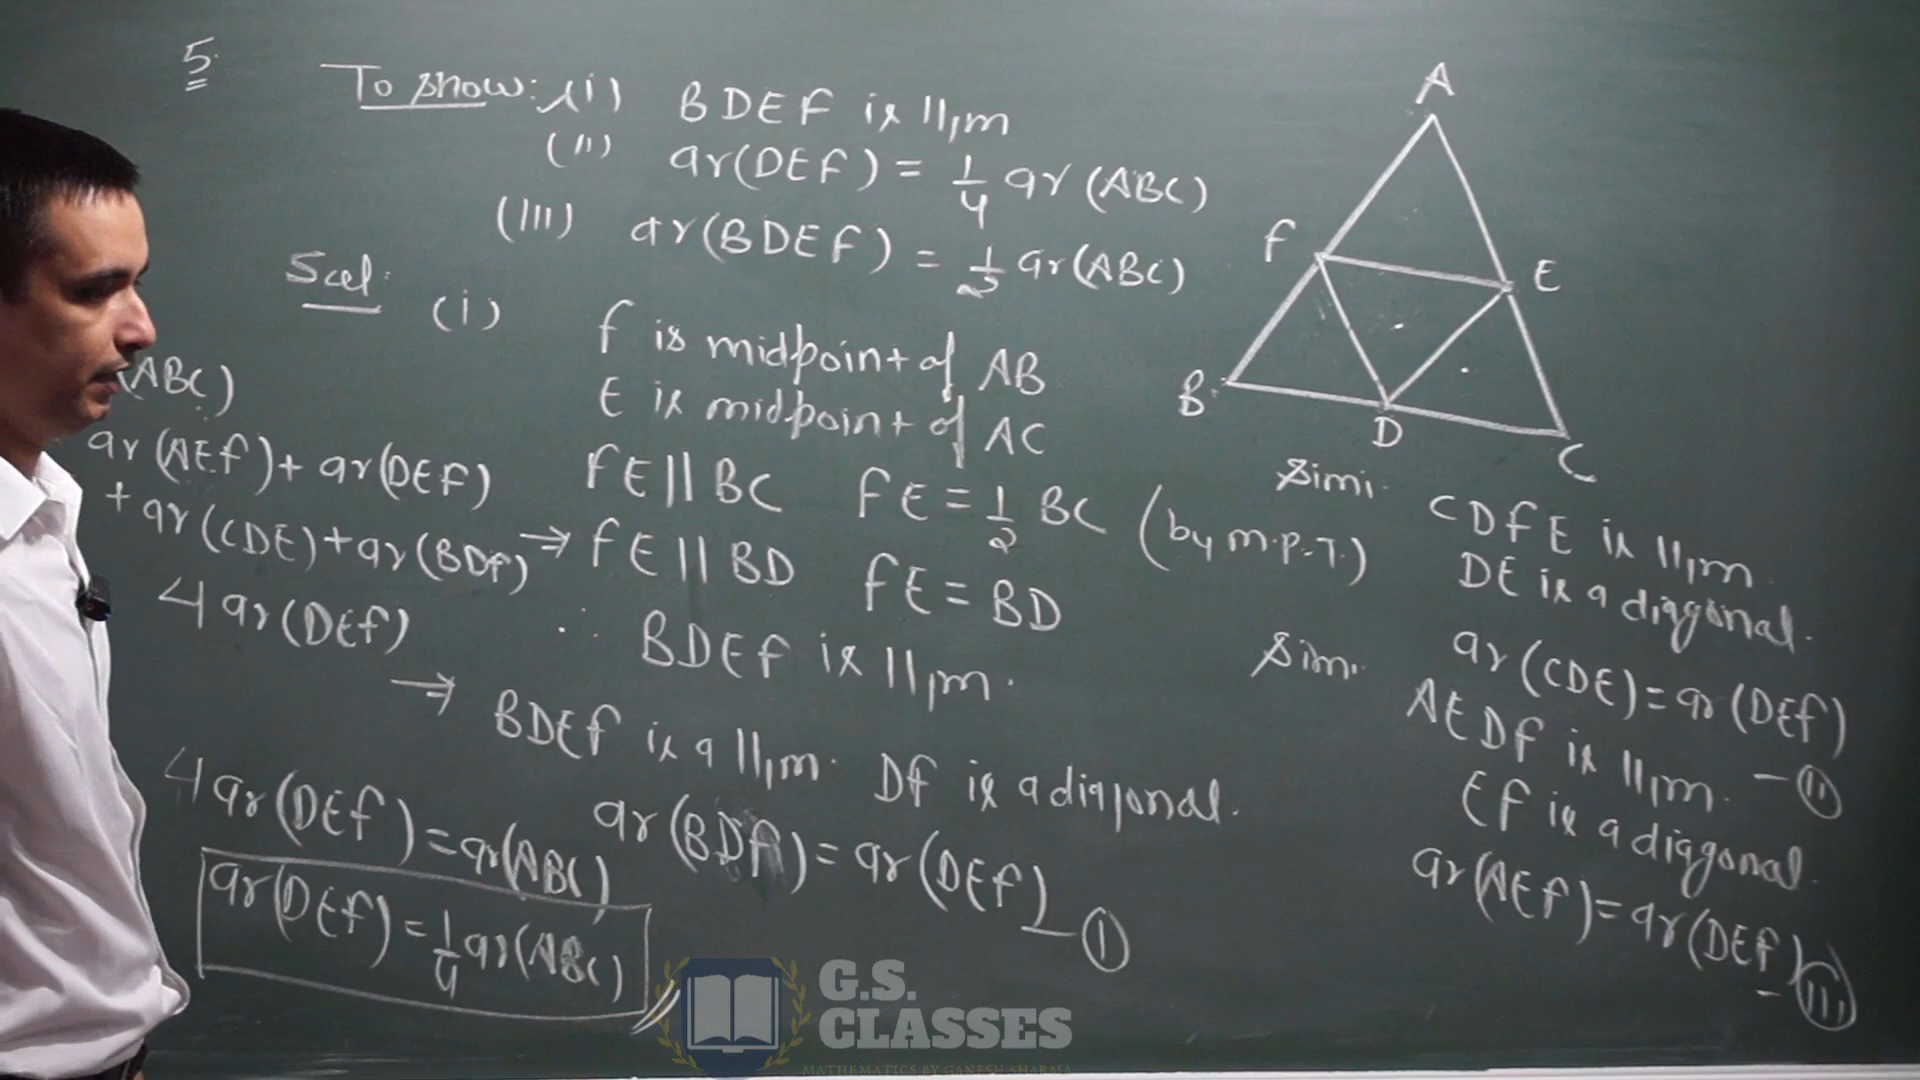 5.
To show: (i) BDEF is ||gm
(ii) ar(DEF) = 1/4 ar(ABC)
(iii) ar(BDEF) = 1/2 ar(ABC)
Sol:
(i) F is midpoint of AB
E is midpoint of AC
FE || BC FE = 1/2 BC (by m.p.T.)
⇒ FE || BD FE = BD
∴ BDEF is ||gm.
⇒ BDEF is a ||gm. DF is a diagonal.
ar(BDF) = ar(DEF) — (I)
A
F
E
B
D
C
Simi. CDFE is ||gm.
DE is a diagonal.
ar(CDE) = ar(DEF)
— (II)
Sim. AEDF is ||gm.
EF is a diagonal.
ar(AEF) = ar(DEF)
— (III)
(ABC)
ar(AEF) + ar(DEF)
+ ar(CDE) + ar(BDF)
4 ar(DEF)
4 ar(DEF) = ar(ABC)
ar(DEF) = 1/4 ar(ABC)
G.S.
CLASSES
MATHEMATICS BY GANESH SHARMA